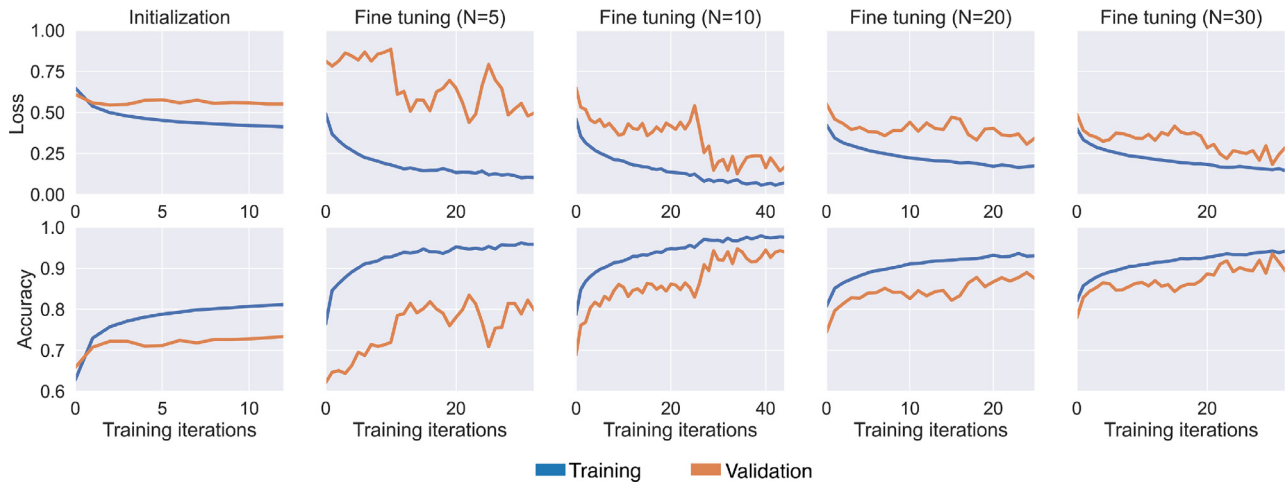 Initialization
Fine tuning (N=5)
Fine tuning (N=10)
Fine tuning (N=20)
Fine tuning (N=30)
Loss
1.00
0.75
0.50
0.25
0.00
0 5 10
0 20
0 20 40
0 10 20
0 20
Accuracy
1.0
0.9
0.8
0.7
0.6
0 5 10
0 20
0 20 40
0 10 20
0 20
Training iterations
Training iterations
Training iterations
Training iterations
Training iterations
Training
Validation